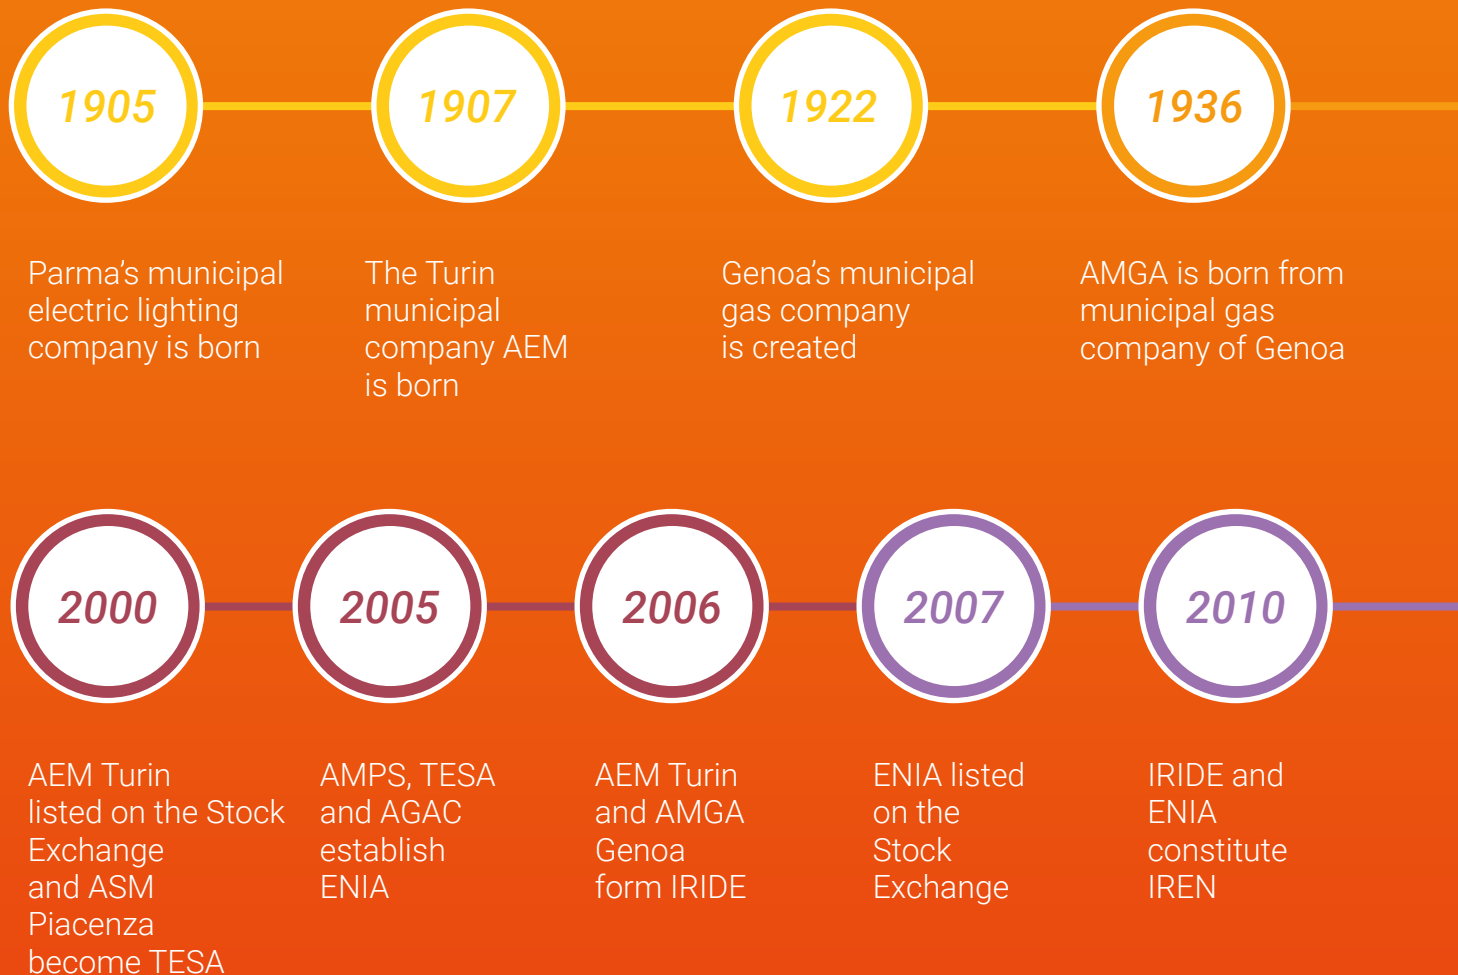 1905
1907
1922
1936
Parma's municipal
electric lighting
company is born
The Turin
municipal
company AEM
is born
Genoa's municipal
gas company
is created
AMGA is born from
municipal gas
company of Genoa
2000
2005
2006
2007
2010
AEM Turin
listed on the Stock
Exchange
and ASM
Piacenza
become TESA
AMPS, TESA
and AGAC
establish
ENIA
AEM Turin
and AMGA
Genoa
form IRIDE
ENIA listed
on the
Stock
Exchange
IRIDE and
ENIA
constitute
IREN